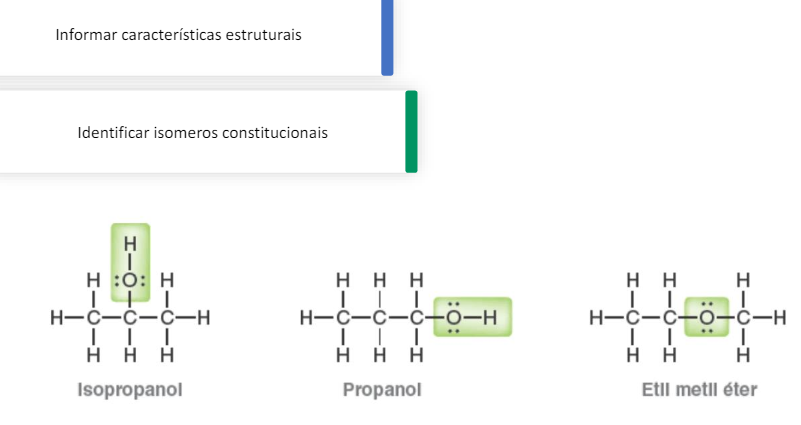 Informar características estruturais
Identificar isomeros constitucionais
H
H :O: H
H—C—C—C—H
H H H
Isopropanol
H H H
H—C—C—C—O—H
H H H
Propanol
H H H
H—C—C—O—C—H
H H H
Etil metil éter